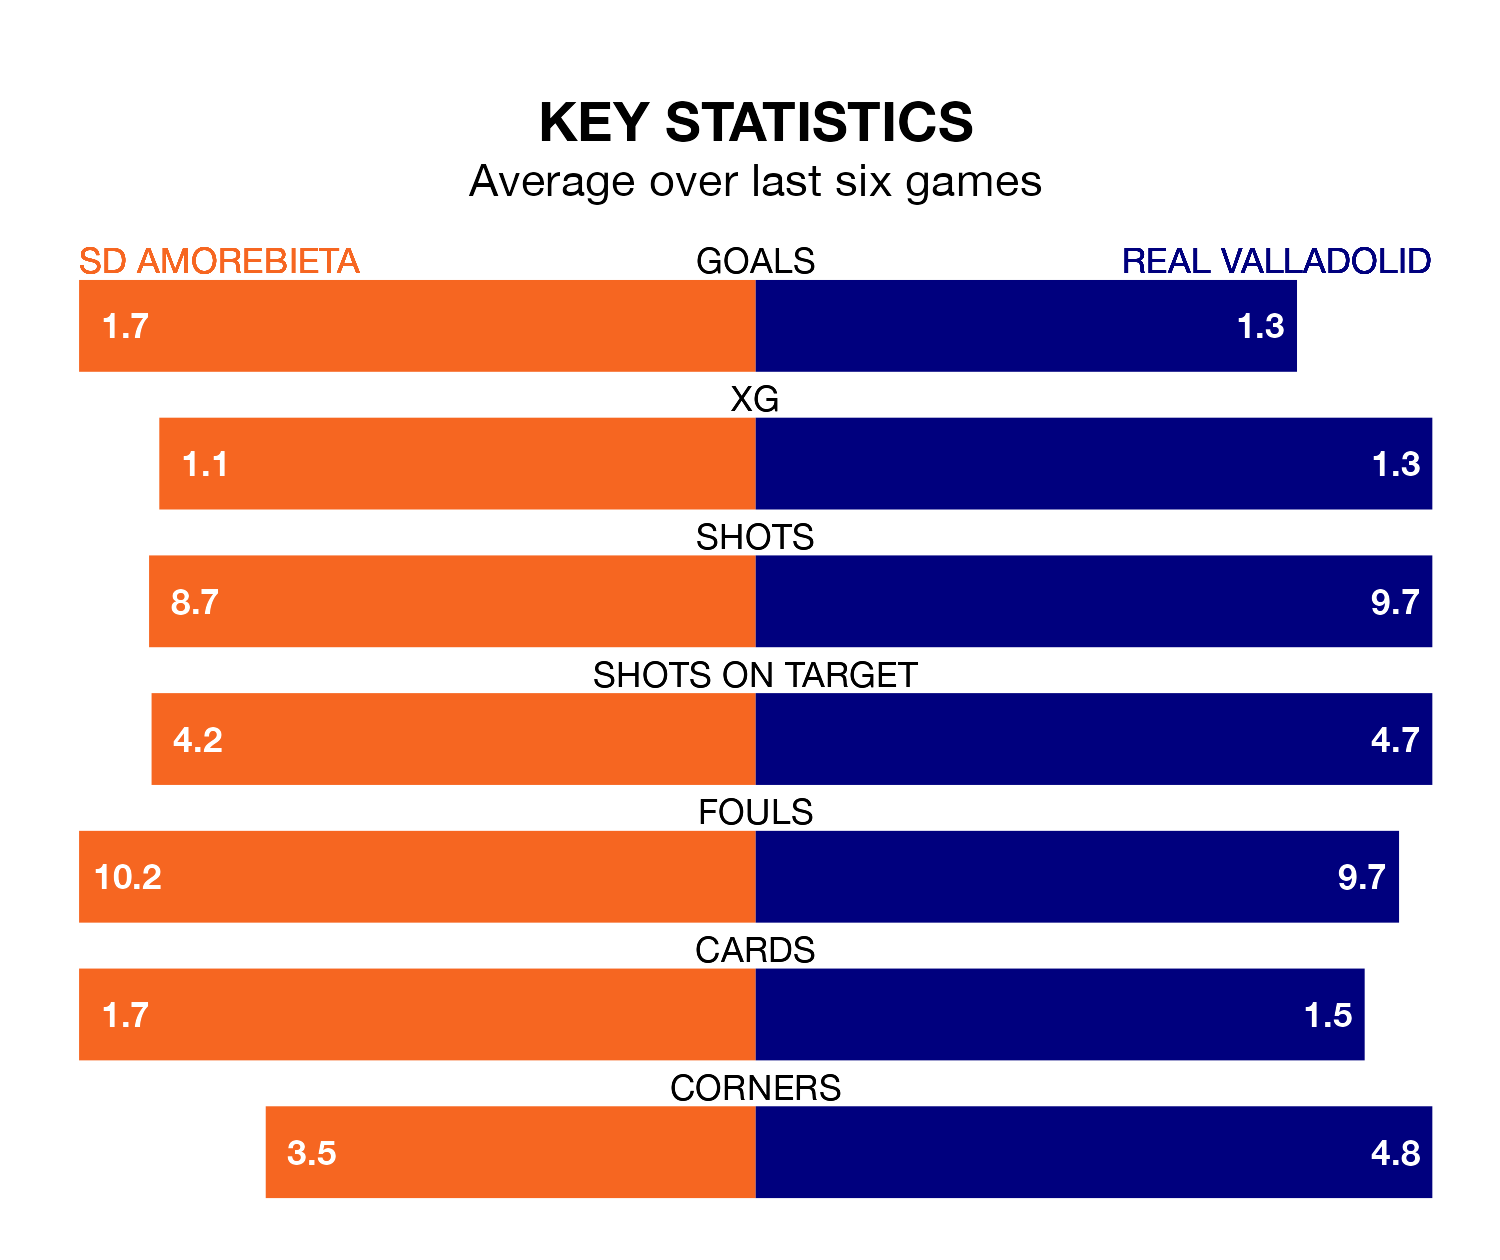 KEY STATISTICS
Average over last six games
SD AMOREBIETA GOALS REAL VALLADOLID
1.7 1.3
XG
1.1 1.3
SHOTS
8.7 9.7
SHOTS ON TARGET
4.2 4.7
FOULS
10.2 9.7
CARDS
1.7 1.5
CORNERS
3.5 4.8